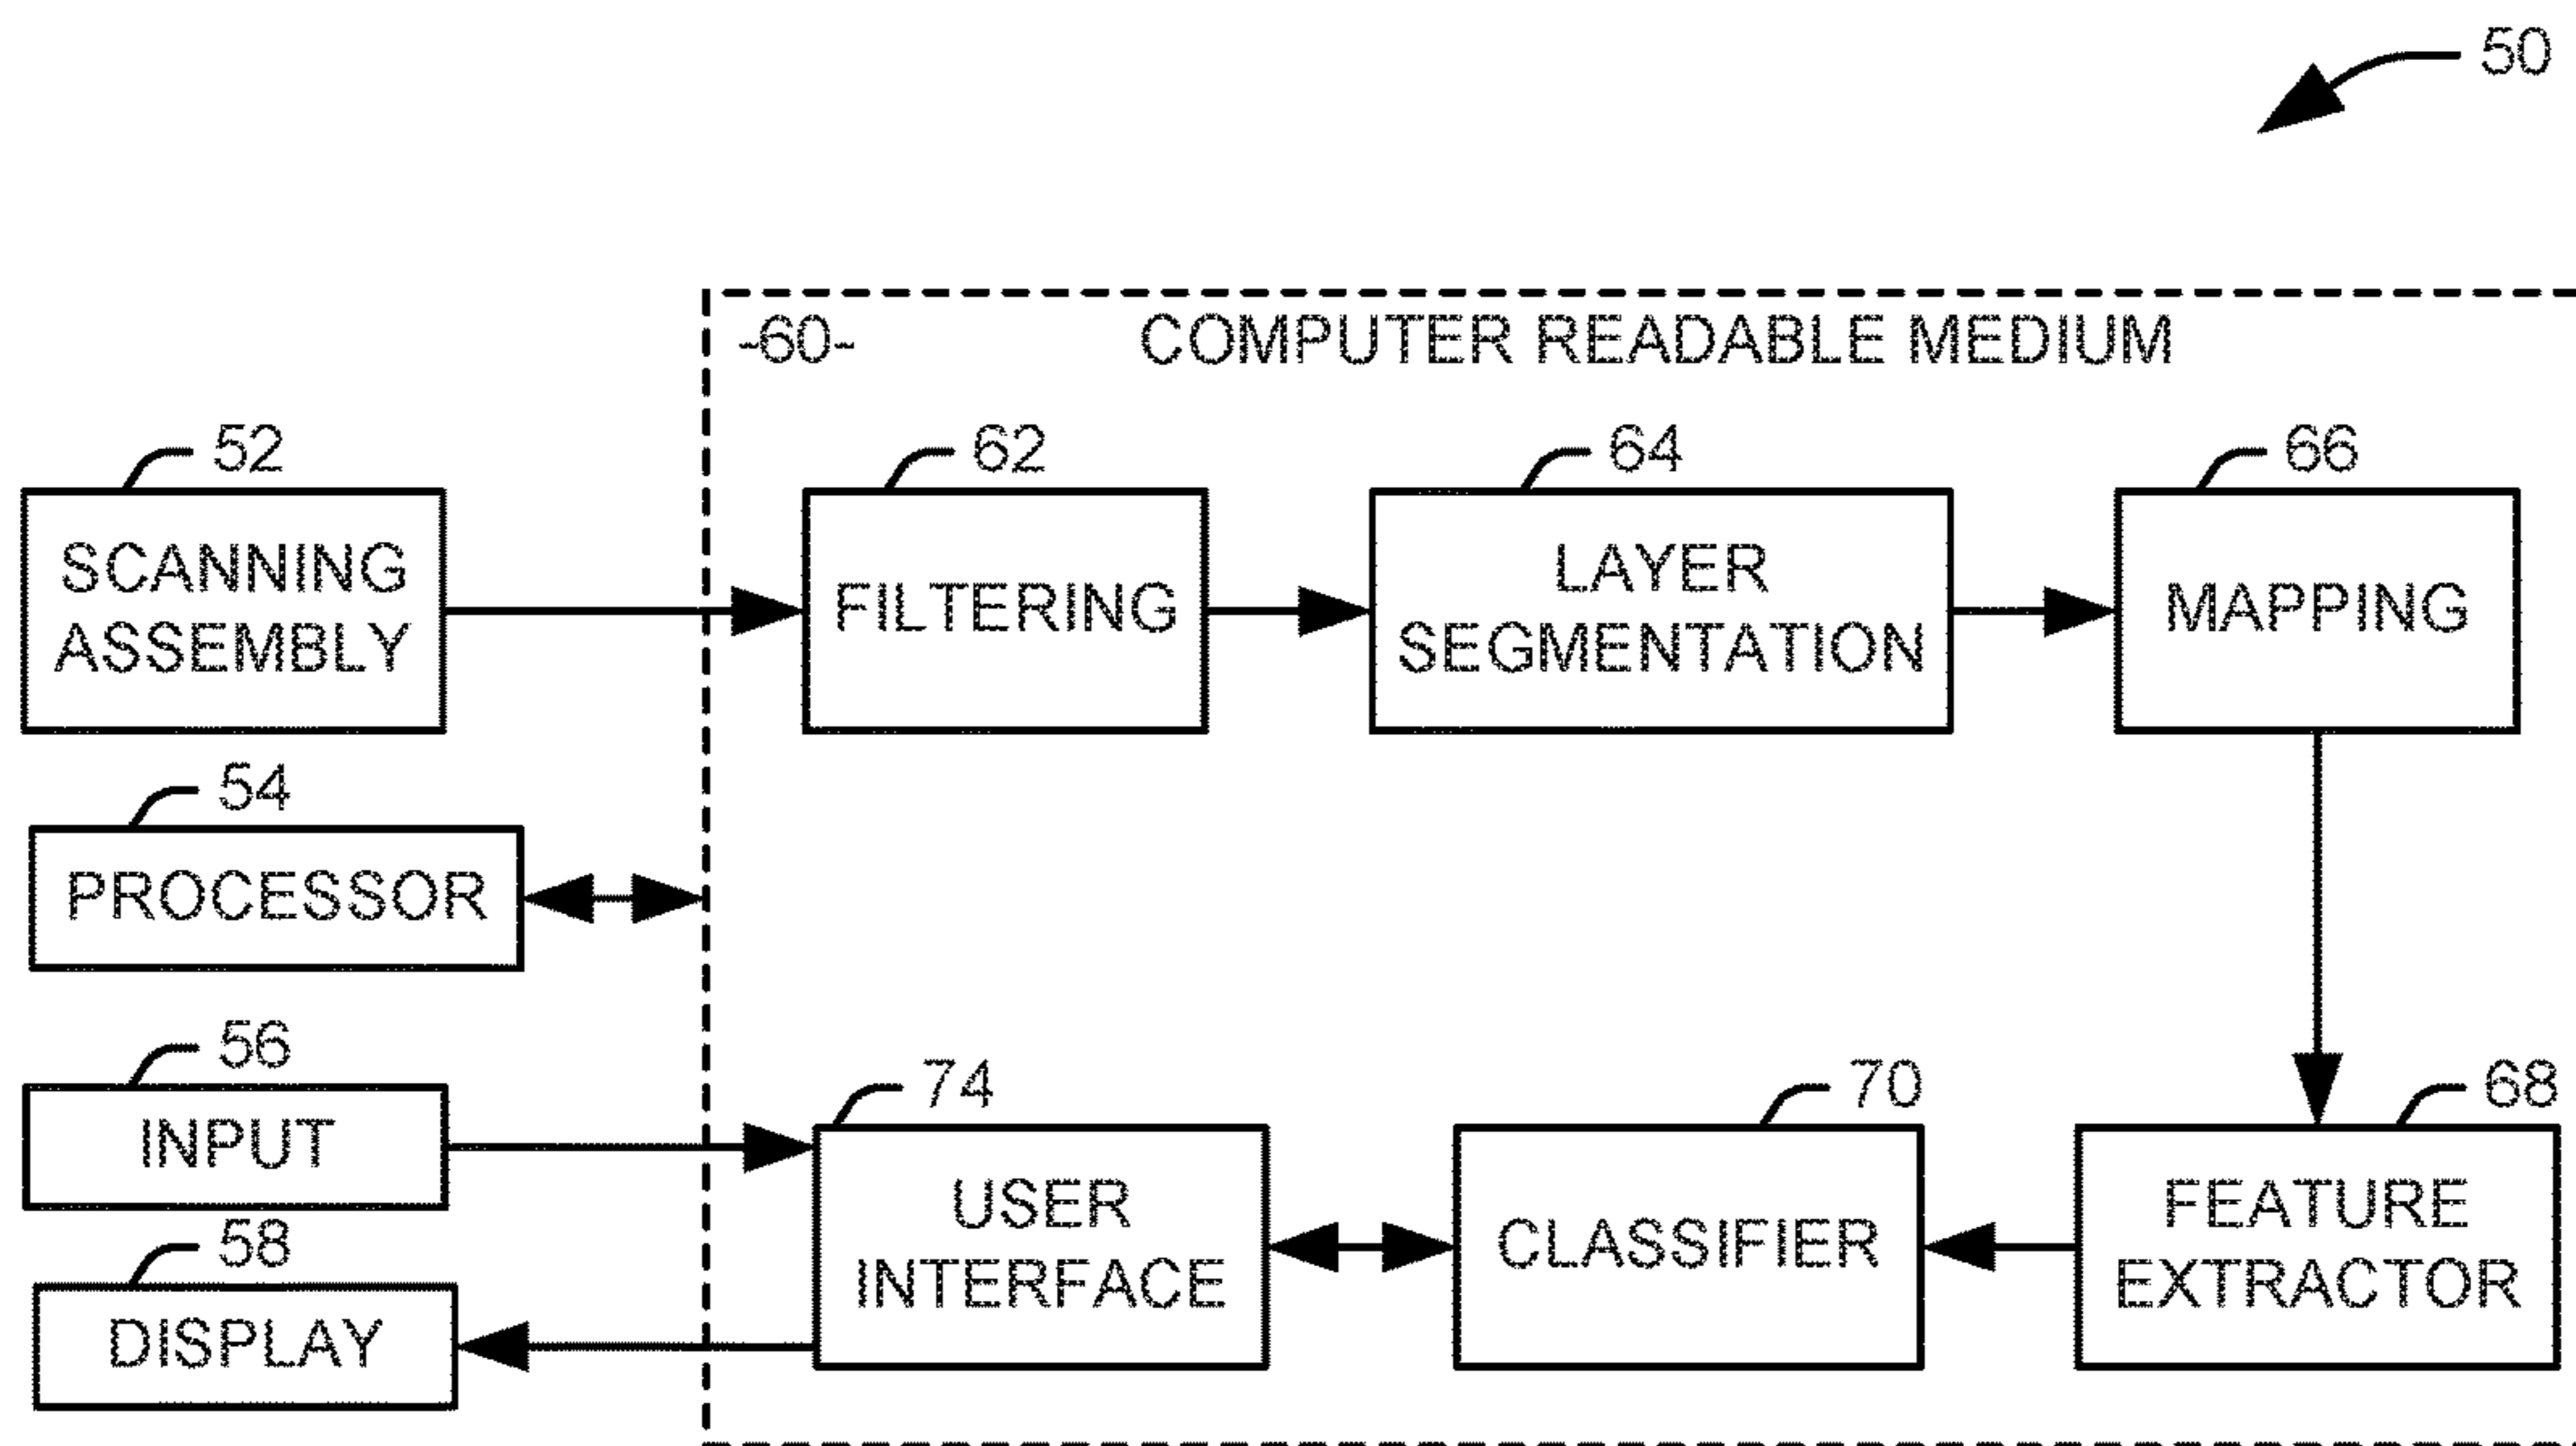 50
-60- COMPUTER READABLE MEDIUM
52
SCANNING
ASSEMBLY
62
FILTERING
64
LAYER
SEGMENTATION
66
MAPPING
54
PROCESSOR
56
INPUT
58
DISPLAY
74
USER
INTERFACE
70
CLASSIFIER
68
FEATURE
EXTRACTOR